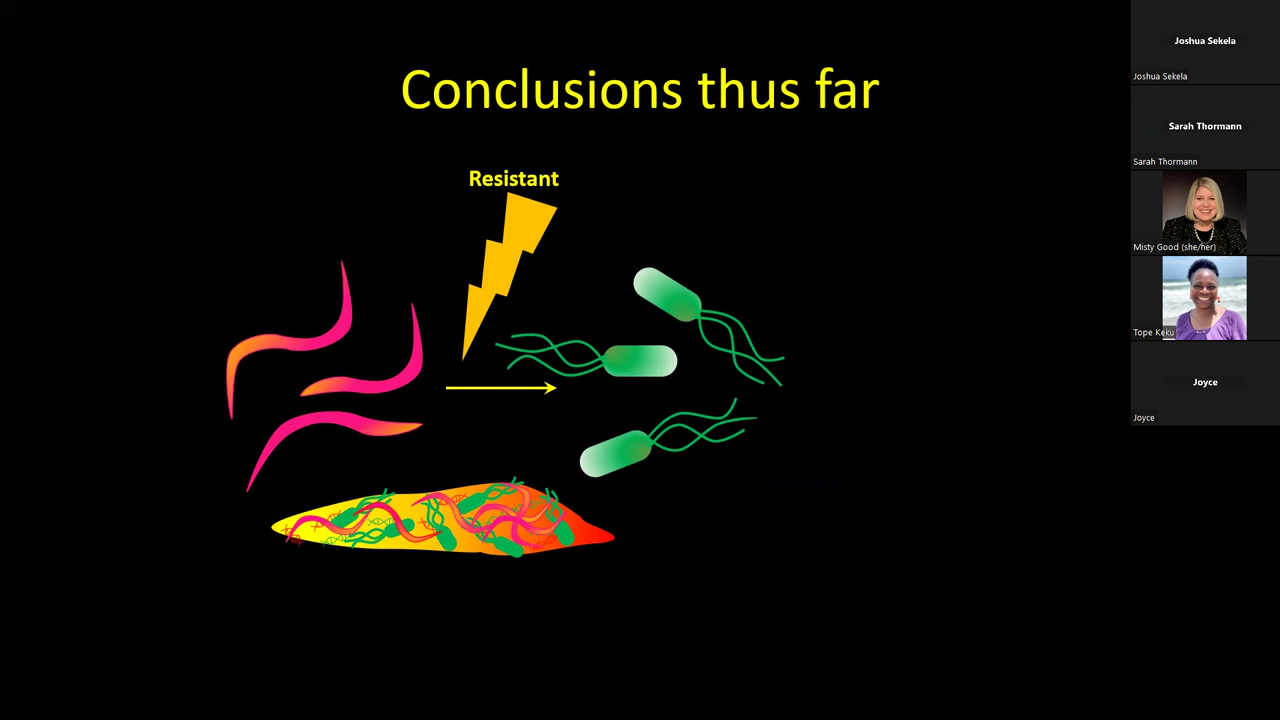 Conclusions thus far
Resistant
Joshua Sekela
Joshua Sekela
Sarah Thormann
Sarah Thormann
Misty Good (she/her)
Tope Keku
Joyce
Joyce